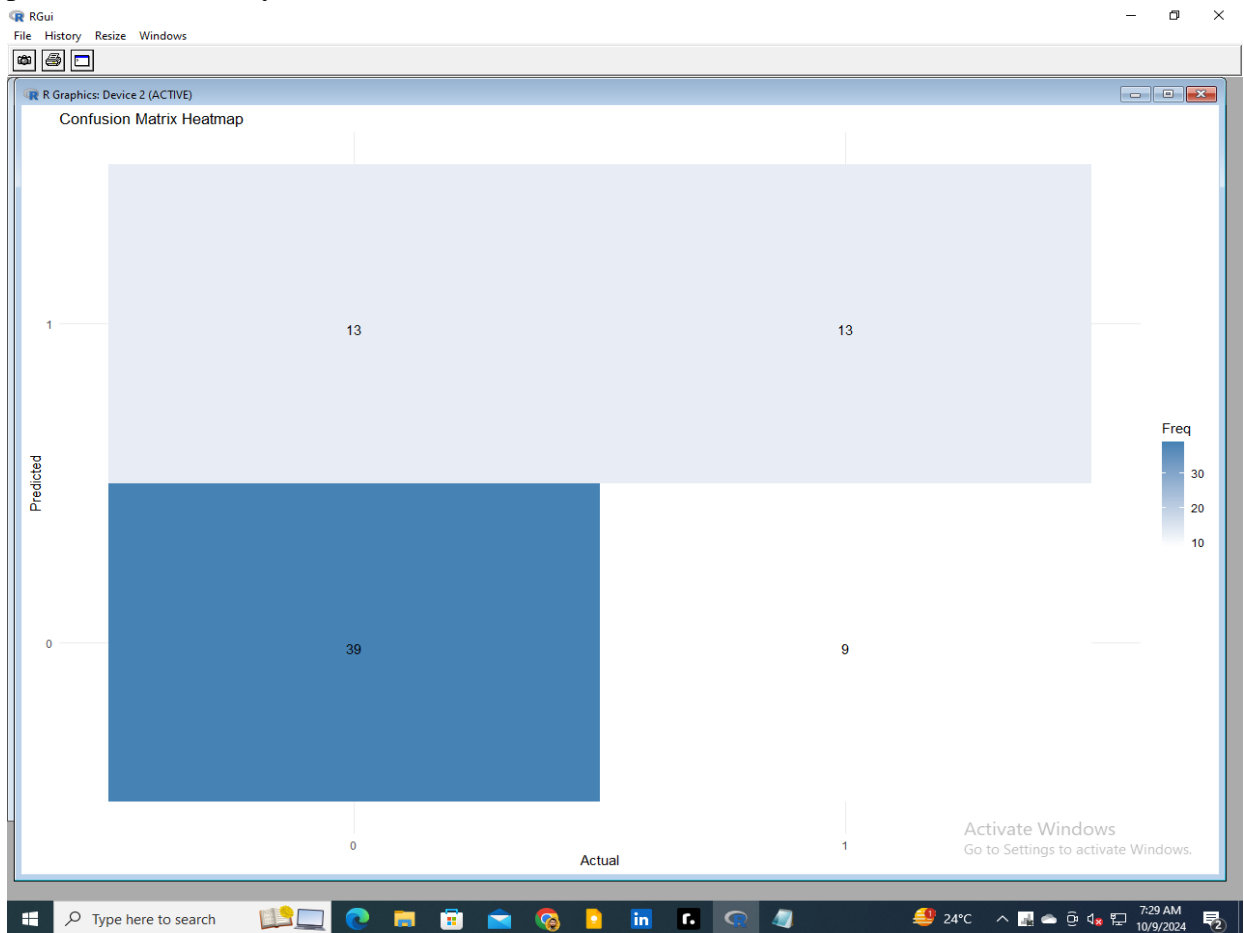 RGui
File History Resize Windows
R Graphics: Device 2 (ACTIVE)
Confusion Matrix Heatmap
1
13
13
Freq
30
20
10
Predicted
0
39
9
0
1
Actual
Activate Windows
Go to Settings to activate Windows.
Type here to search
24°C
7:29 AM
10/9/2024